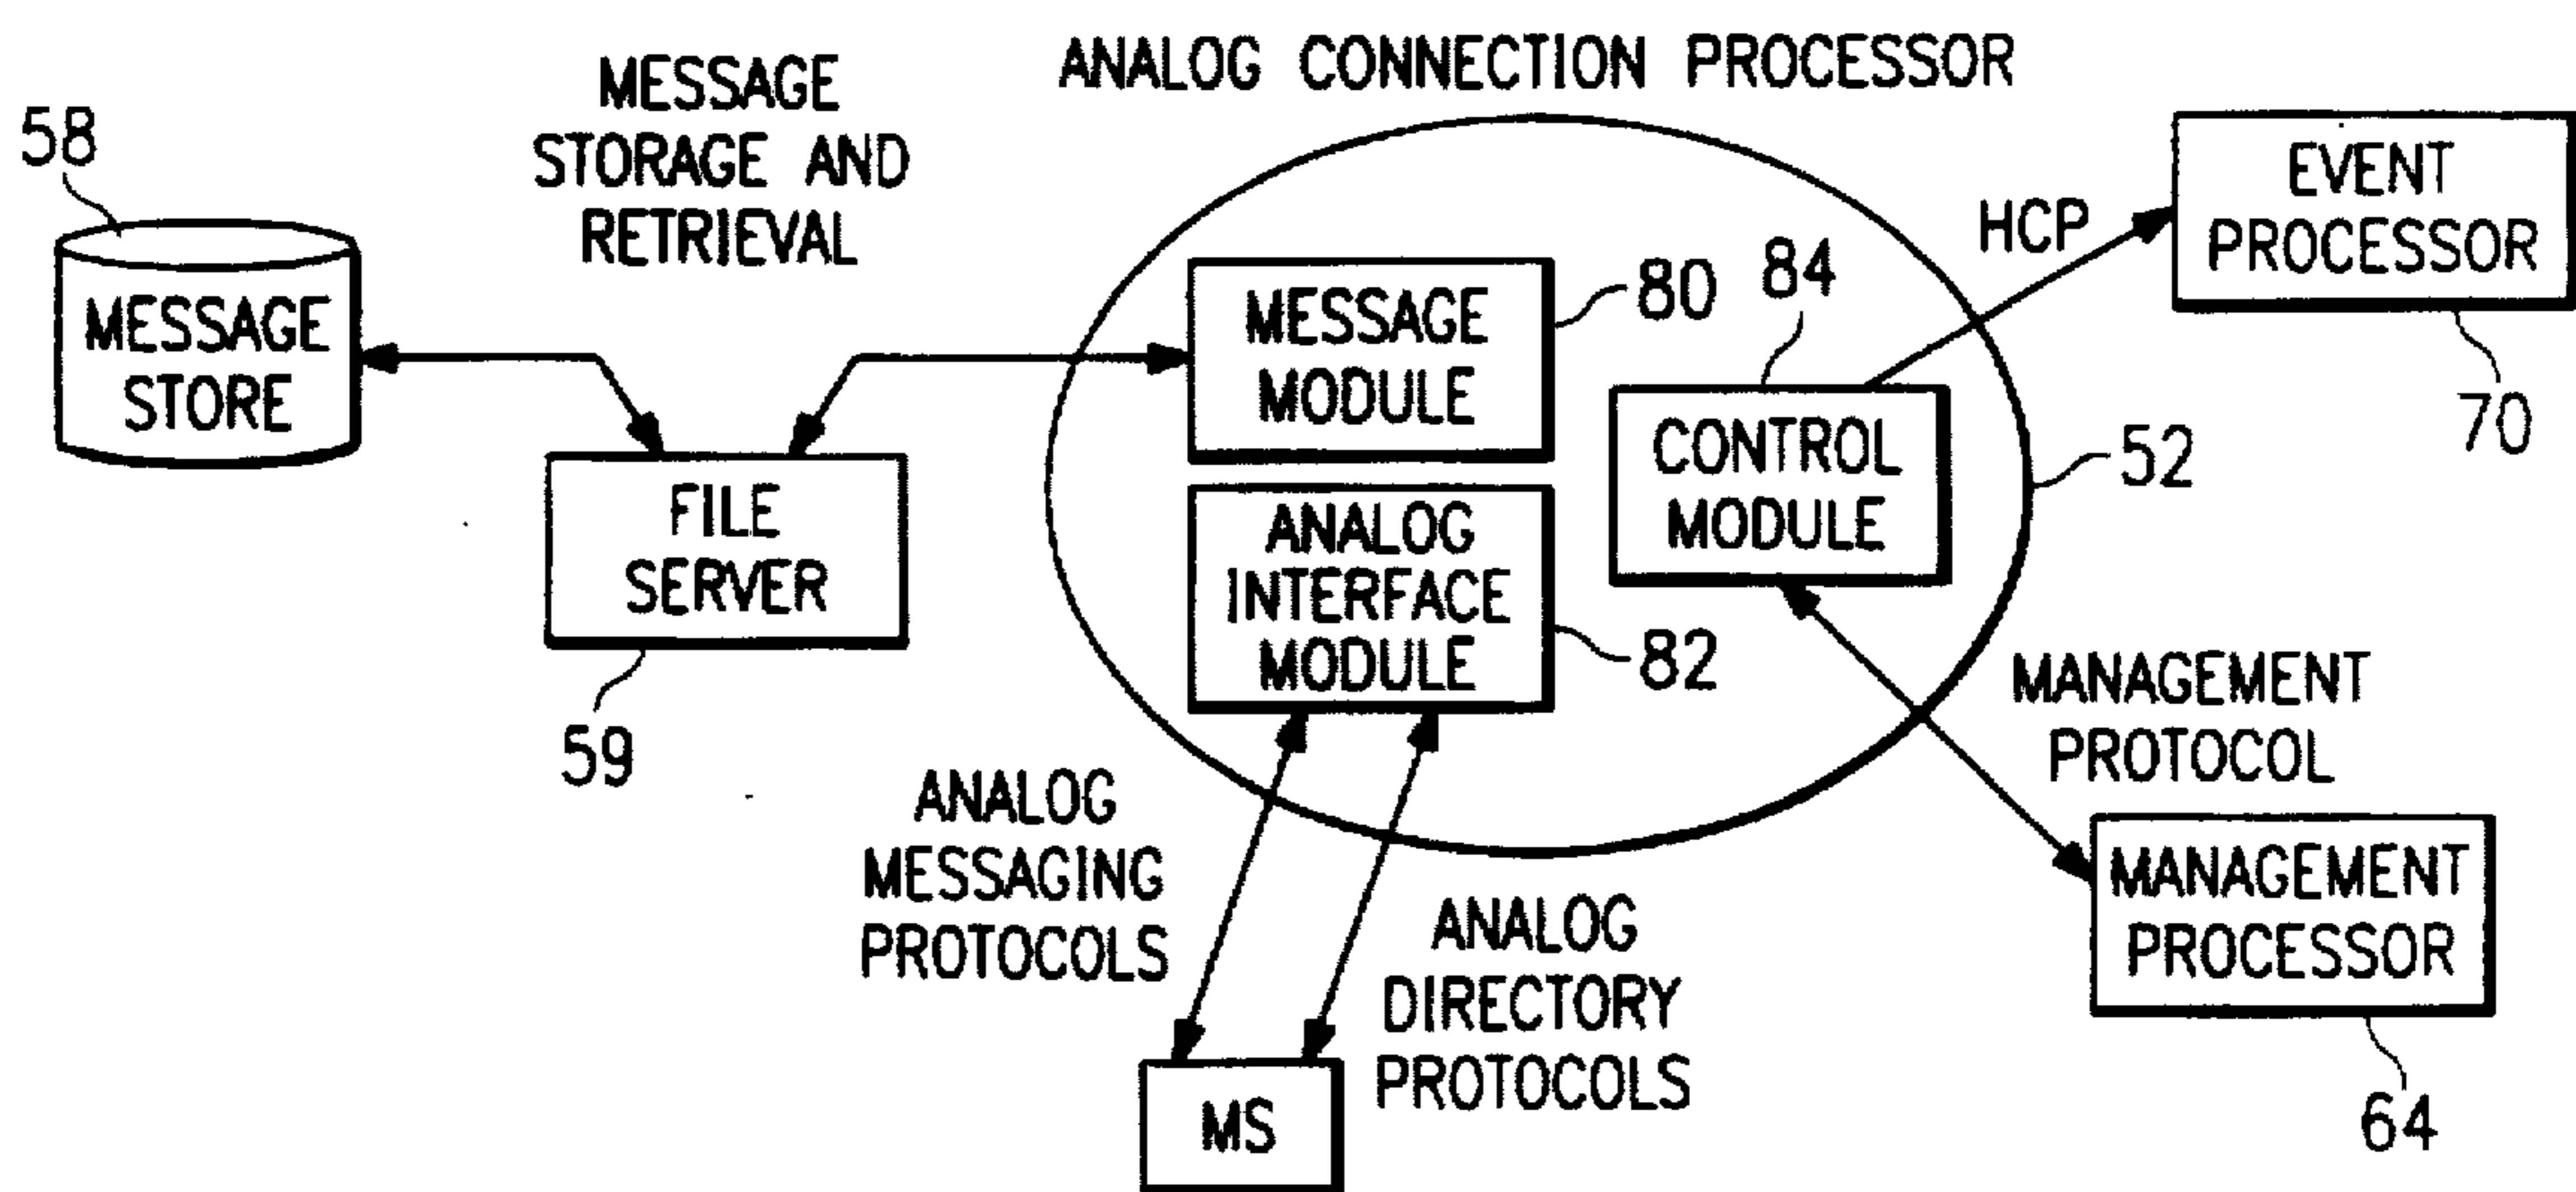 ANALOG CONNECTION PROCESSOR
MESSAGE
STORAGE AND
RETRIEVAL
58
MESSAGE
STORE
FILE
SERVER
59
MESSAGE
MODULE
80
ANALOG
INTERFACE
MODULE
82
84
CONTROL
MODULE
HCP
EVENT
PROCESSOR
70
52
MANAGEMENT
PROTOCOL
MANAGEMENT
PROCESSOR
64
ANALOG
MESSAGING
PROTOCOLS
ANALOG
DIRECTORY
PROTOCOLS
MS